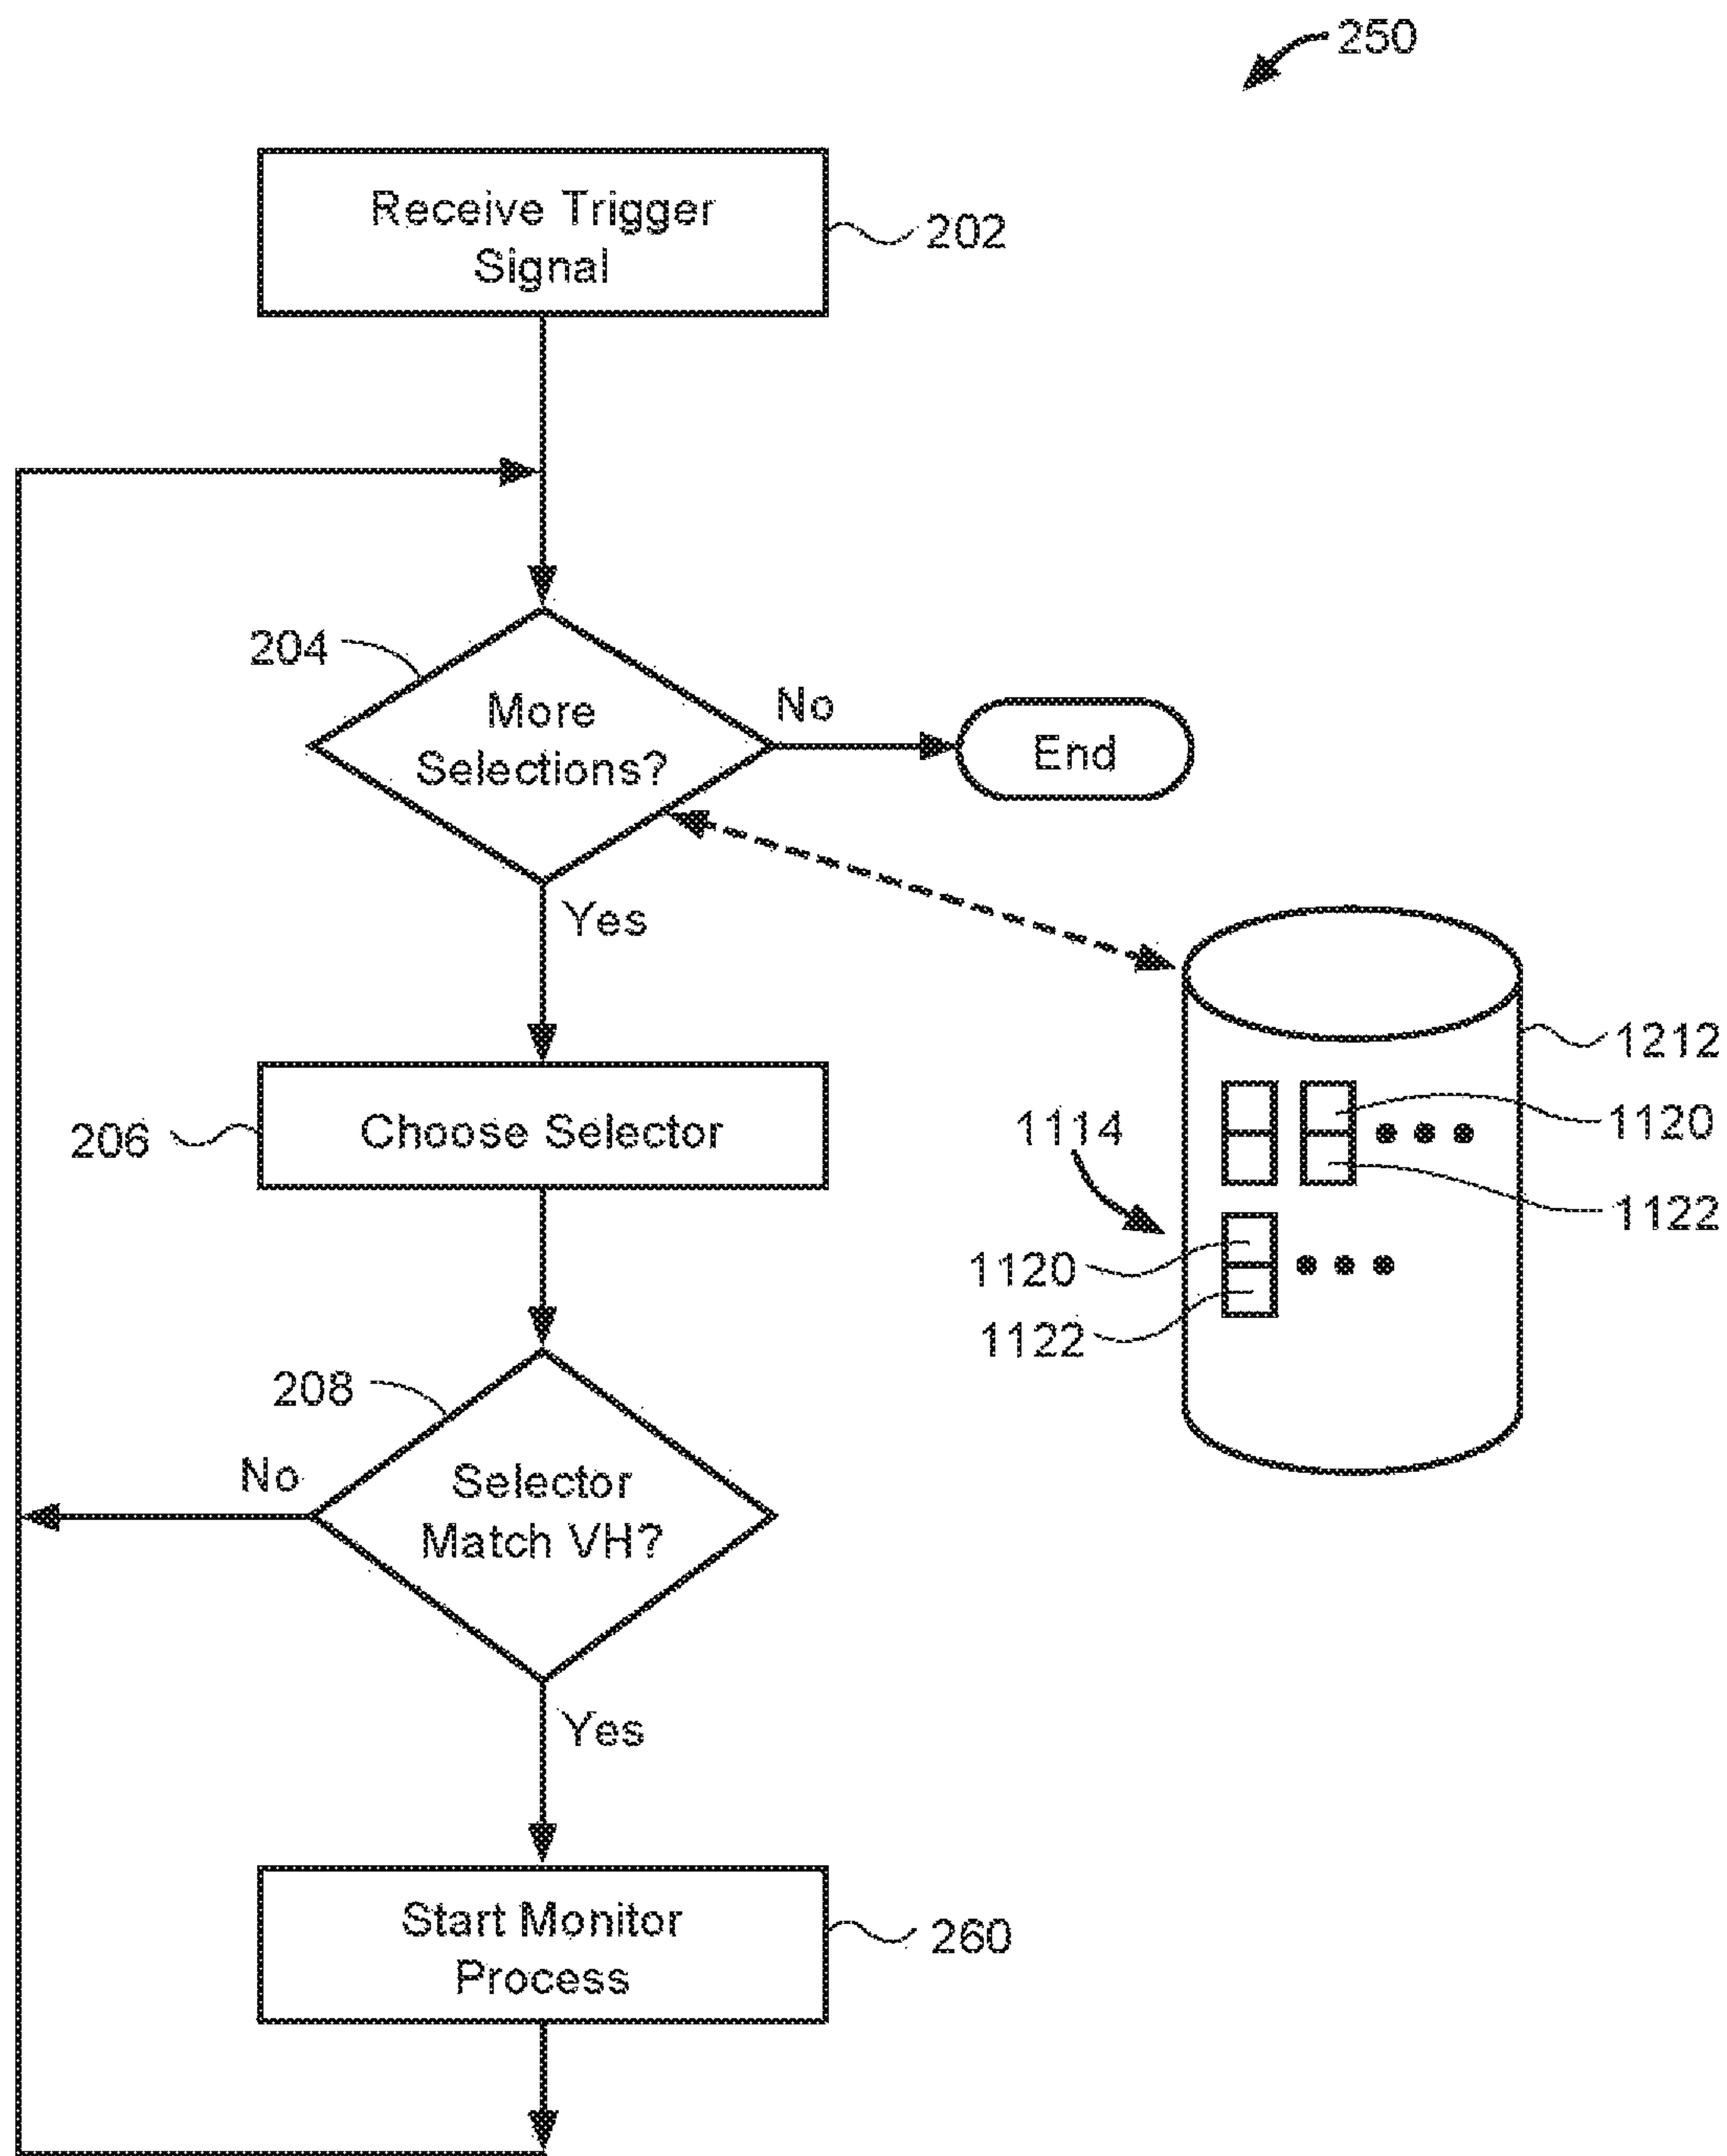 250
Receive Trigger
Signal
202
204
More
Selections?
No
End
Yes
1212
1120
1122
1114
1120
1122
206
Choose Selector
208
No
Selector
Match VH?
Yes
Start Monitor
Process
260